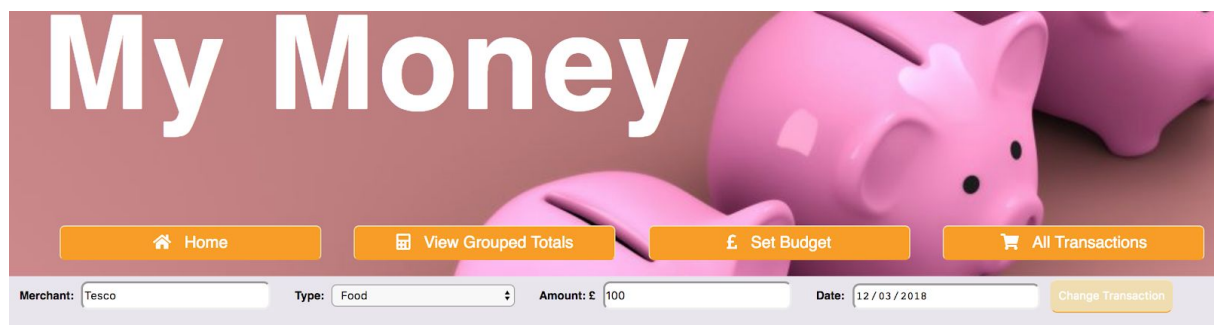 My Money
Home View Grouped Totals £ Set Budget All Transactions
Merchant: Tesco Type: Food Amount: £ 100 Date: 12/03/2018 Change Transaction